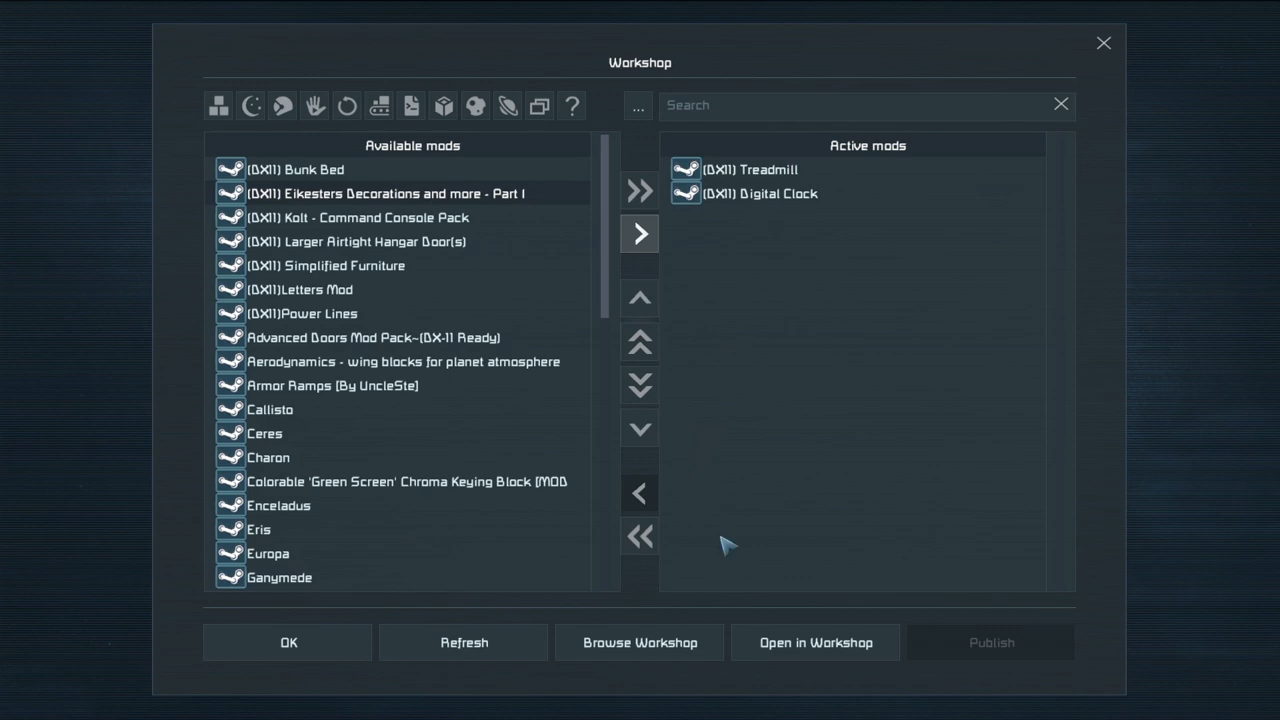 Workshop
... Search
Available mods
(DX11) Bunk Bed
(DX11) Eikesters Decorations and more - Part 1
(DX11) Kolt - Command Console Pack
(DX11) Larger Airtight Hangar Door(s)
(DX11) Simplified Furniture
(DX11)Letters Mod
(DX11)Power Lines
Advanced Doors Mod Pack~(DX-11 Ready)
Aerodynamics - wing blocks for planet atmosphere
Armor Ramps [By UncleSte]
Callisto
Ceres
Charon
Colorable 'Green Screen' Chroma Keying Block [MOD
Enceladus
Eris
Europa
Ganymede
Active mods
(DX11) Treadmill
(DX11) Digital Clock
OK
Refresh
Browse Workshop
Open in Workshop
Publish